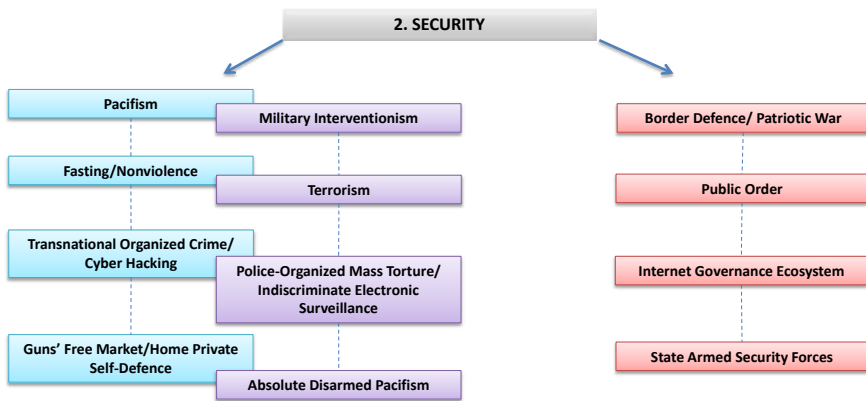 2. SECURITY
Pacifism
Military Interventionism
Border Defence/ Patriotic War
Fasting/Nonviolence
Terrorism
Public Order
Transnational Organized Crime/
Cyber Hacking
Police-Organized Mass Torture/
Indiscriminate Electronic
Surveillance
Internet Governance Ecosystem
Guns’ Free Market/Home Private
Self-Defence
Absolute Disarmed Pacifism
State Armed Security Forces